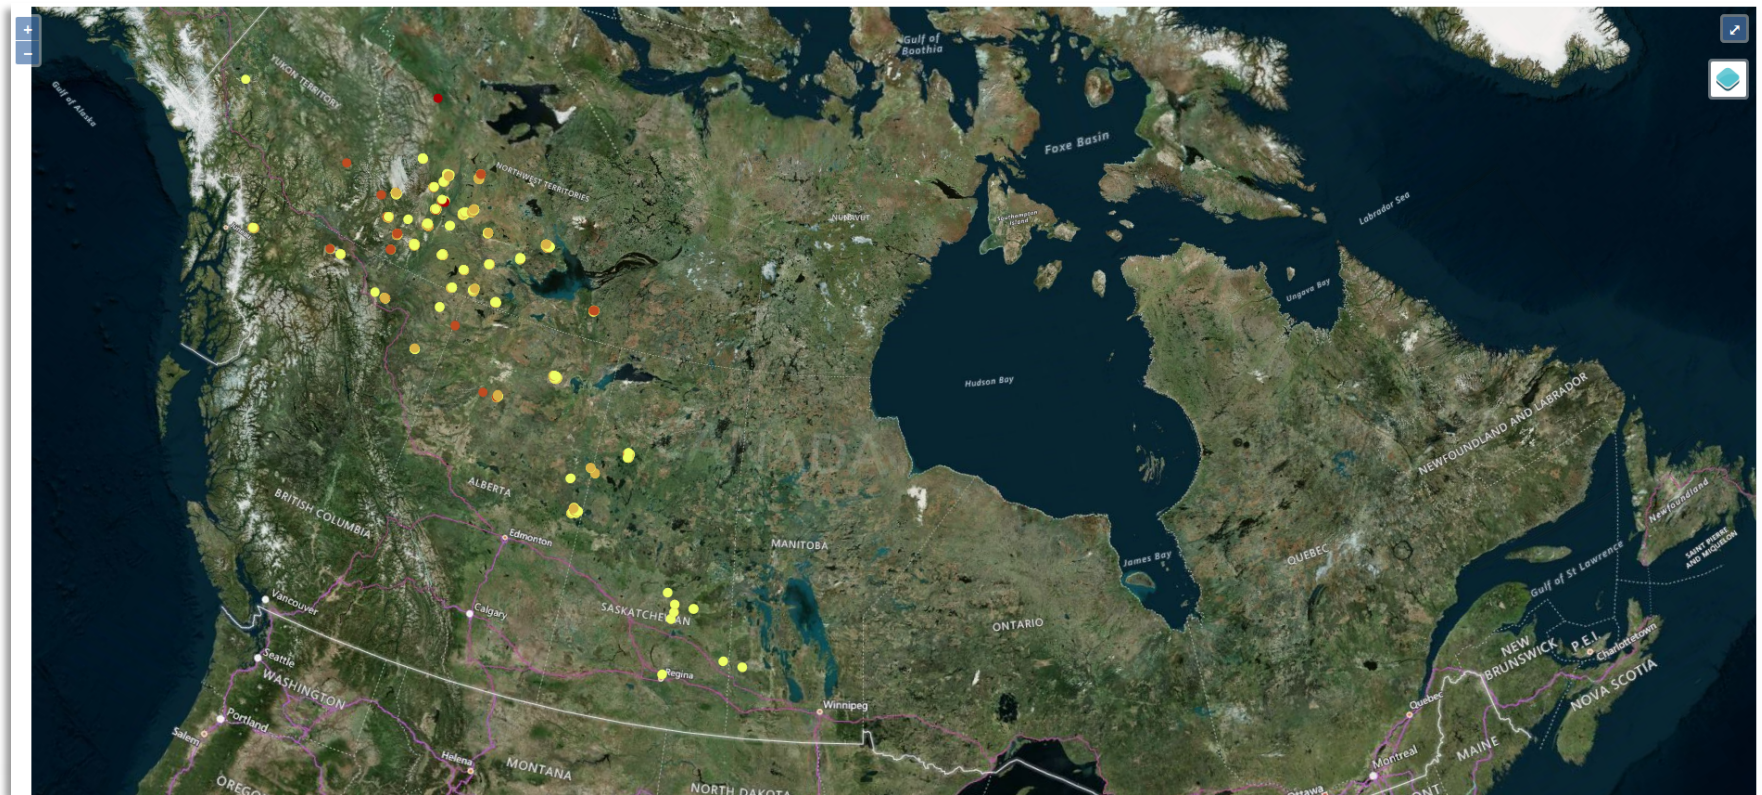 +
−
Gulf of
Boothia
YUKON TERRITORY
Gulf of Alaska
Foxe Basin
NORTHWEST TERRITORIES
Labrador Sea
NUNAVUT
Southampton
Island
Ungava Bay
Hudson Bay
NEWFOUNDLAND AND LABRADOR
CANADA
ALBERTA
BRITISH COLUMBIA
Newfoundland
Edmonton
MANITOBA
SAINT PIERRE
AND MIQUELON
QUEBEC
James Bay
Gulf of St Lawrence
Vancouver
Calgary
SASKATCHEWAN
ONTARIO
P.E.I.
NEW
BRUNSWICK
Charlottetown
Seattle
Regina
NOVA SCOTIA
WASHINGTON
Quebec
Winnipeg
Portland
Salem
Helena
MONTANA
Montreal
MAINE
OREGO
NORTH DAKOTA
Ottawa
ONT